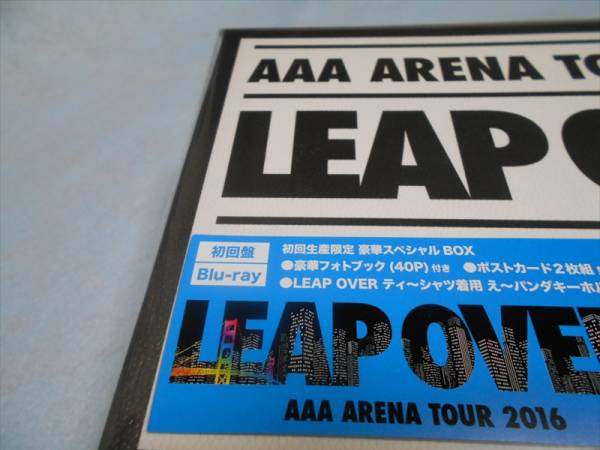 AAA ARENA TO
LEAP O
初回盤
Blu-ray
初回生産限定 豪華スペシャル BOX
●豪華フォトブック (40P) 付き ●ポストカード2枚組
●LEAP OVER ティ〜シャツ着用 え〜パンダキーホル
LEAP OVER
AAA ARENA TOUR 2016